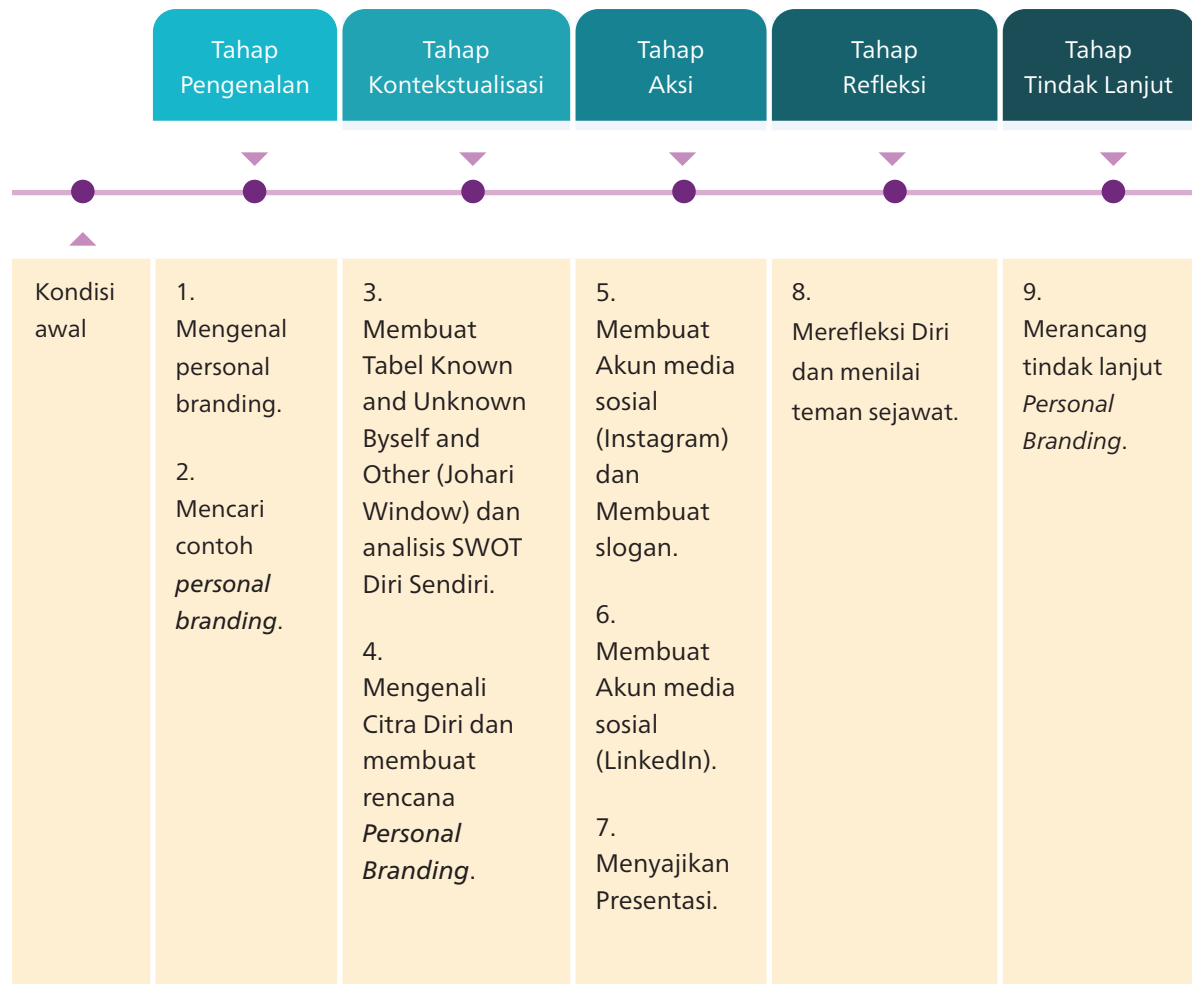 Tahap
Pengenalan
Tahap
Kontekstualisasi
Tahap
Aksi
Tahap
Refleksi
Tahap
Tindak Lanjut
Kondisi
awal
1.
Mengenal
personal
branding.
2.
Mencari
contoh
personal
branding.
3.
Membuat
Tabel Known
and Unknown
Byself and
Other (Johari
Window) dan
analisis SWOT
Diri Sendiri.
4.
Mengenali
Citra Diri dan
membuat
rencana
Personal
Branding.
5.
Membuat
Akun media
sosial
(Instagram)
dan
Membuat
slogan.
6.
Membuat
Akun media
sosial
(LinkedIn).
7.
Menyajikan
Presentasi.
8.
Merefleksi Diri
dan menilai
teman sejawat.
9.
Merancang
tindak lanjut
Personal
Branding.